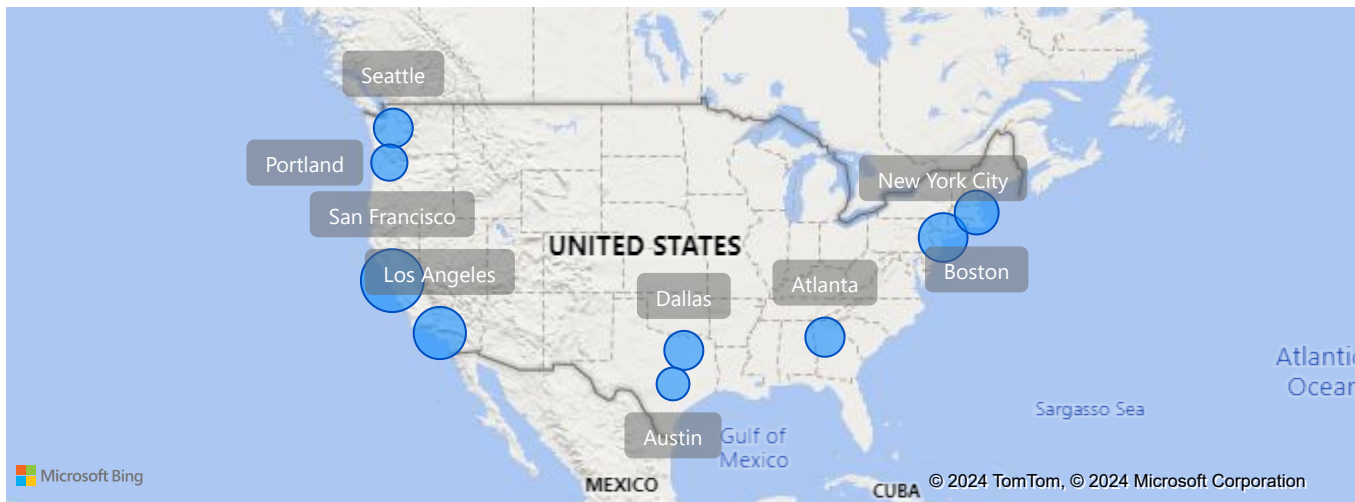 Seattle
Portland
New York City
San Francisco
UNITED STATES
Los Angeles
Boston
Dallas
Atlanta
Atlantic
Ocean
Sargasso Sea
Austin
Gulf of
Mexico
Microsoft Bing
MEXICO
CUBA
© 2024 TomTom, © 2024 Microsoft Corporation